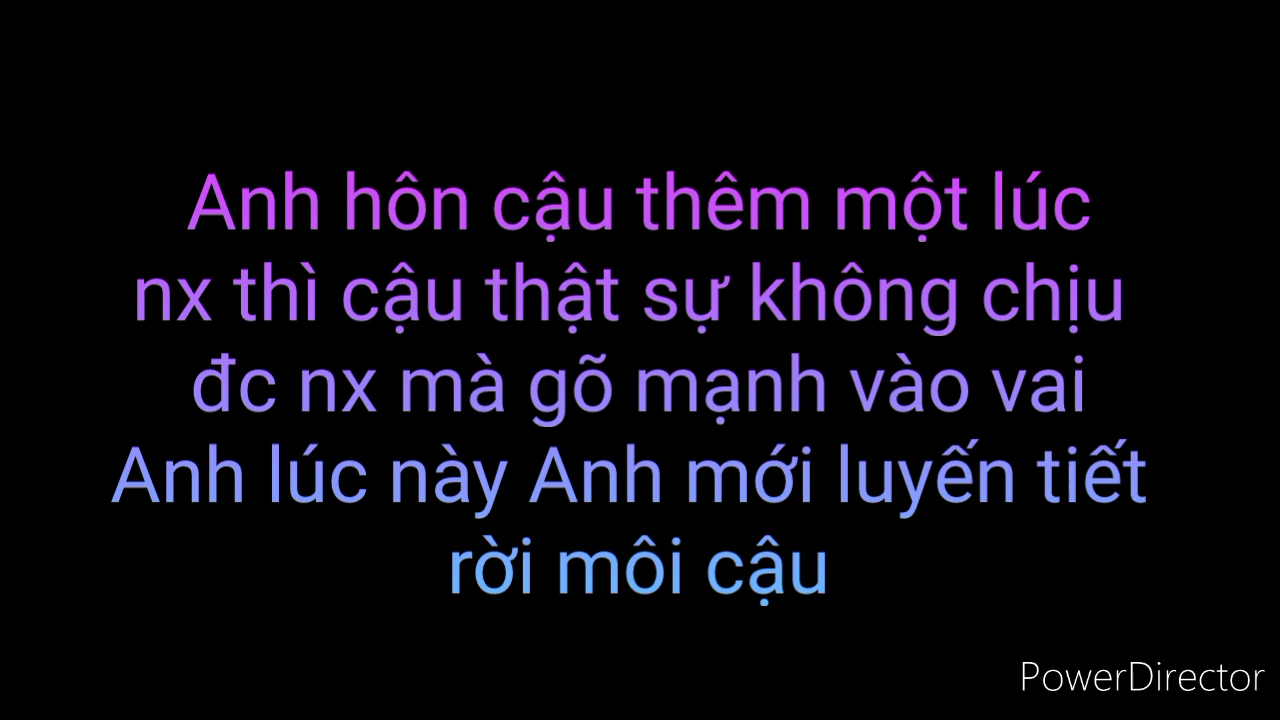 Anh hôn cậu thêm một lúc
nx thì cậu thật sự không chịu
đc nx mà gõ mạnh vào vai
Anh lúc này Anh mới luyến tiết
rời môi cậu
PowerDirector